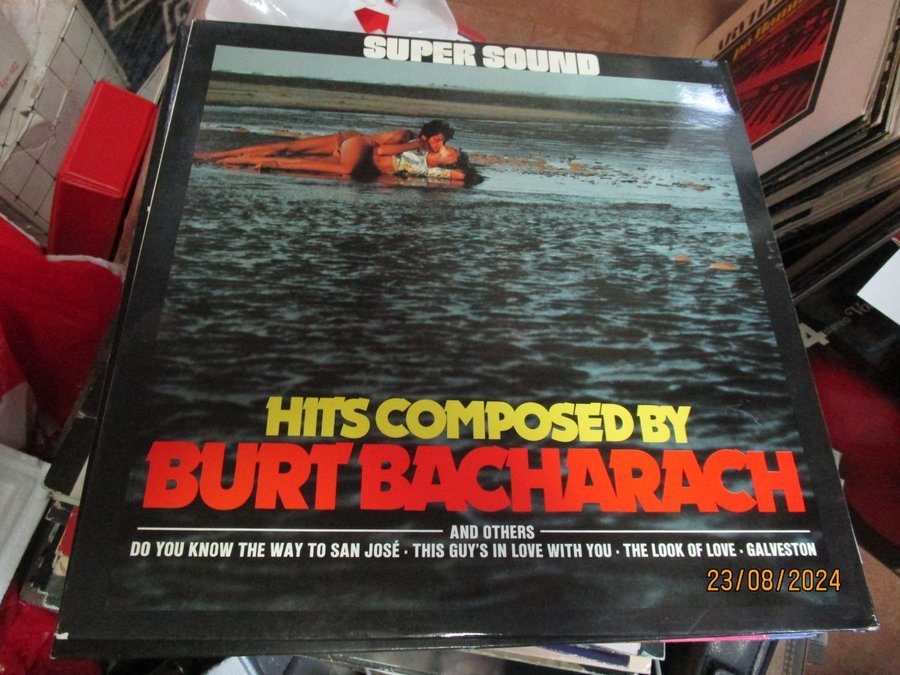 SUPER SOUND
HITS COMPOSED BY
BURT BACHARACH
AND OTHERS
DO YOU KNOW THE WAY TO SAN JOSÉ · THIS GUY'S IN LOVE WITH YOU · THE LOOK OF LOVE · GALVESTON
23/08/2024